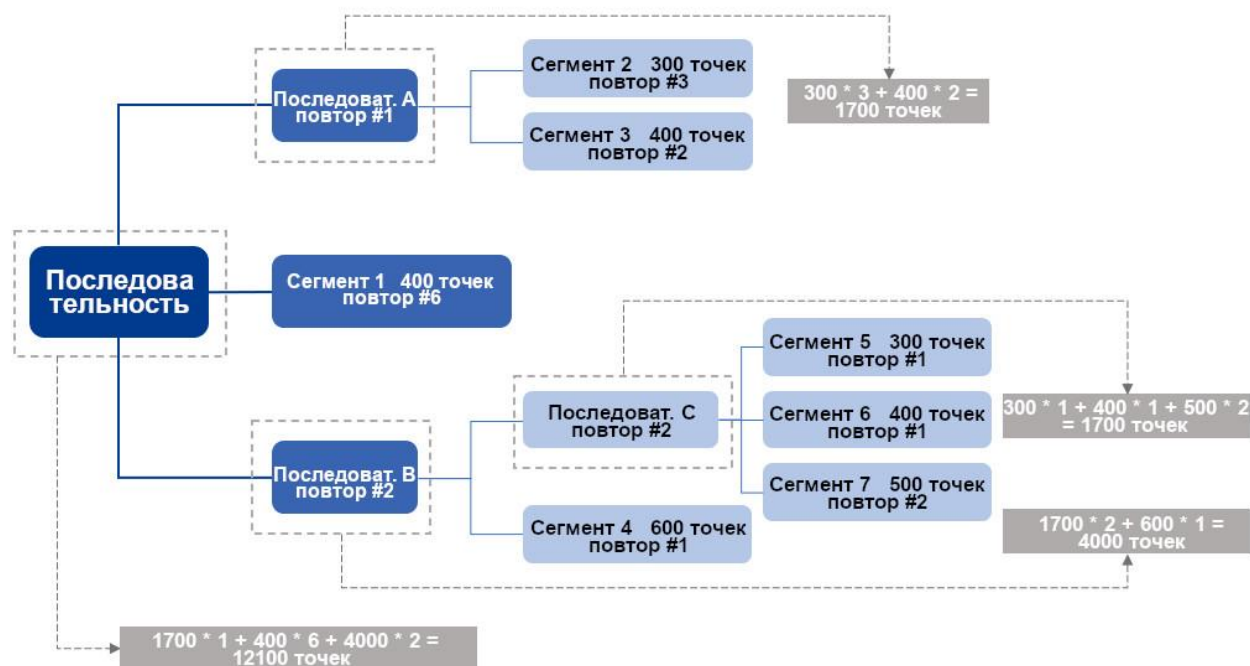 Последоват. A
повтор #1
Сегмент 2 300 точек
повтор #3
Сегмент 3 400 точек
повтор #2
300 * 3 + 400 * 2 =
1700 точек
Последова
тельность
Сегмент 1 400 точек
повтор #6
Последоват. B
повтор #2
Последоват. C
повтор #2
Сегмент 4 600 точек
повтор #1
Сегмент 5 300 точек
повтор #1
Сегмент 6 400 точек
повтор #1
Сегмент 7 500 точек
повтор #2
300 * 1 + 400 * 1 + 500 * 2
= 1700 точек
1700 * 2 + 600 * 1 =
4000 точек
1700 * 1 + 400 * 6 + 4000 * 2 =
12100 точек